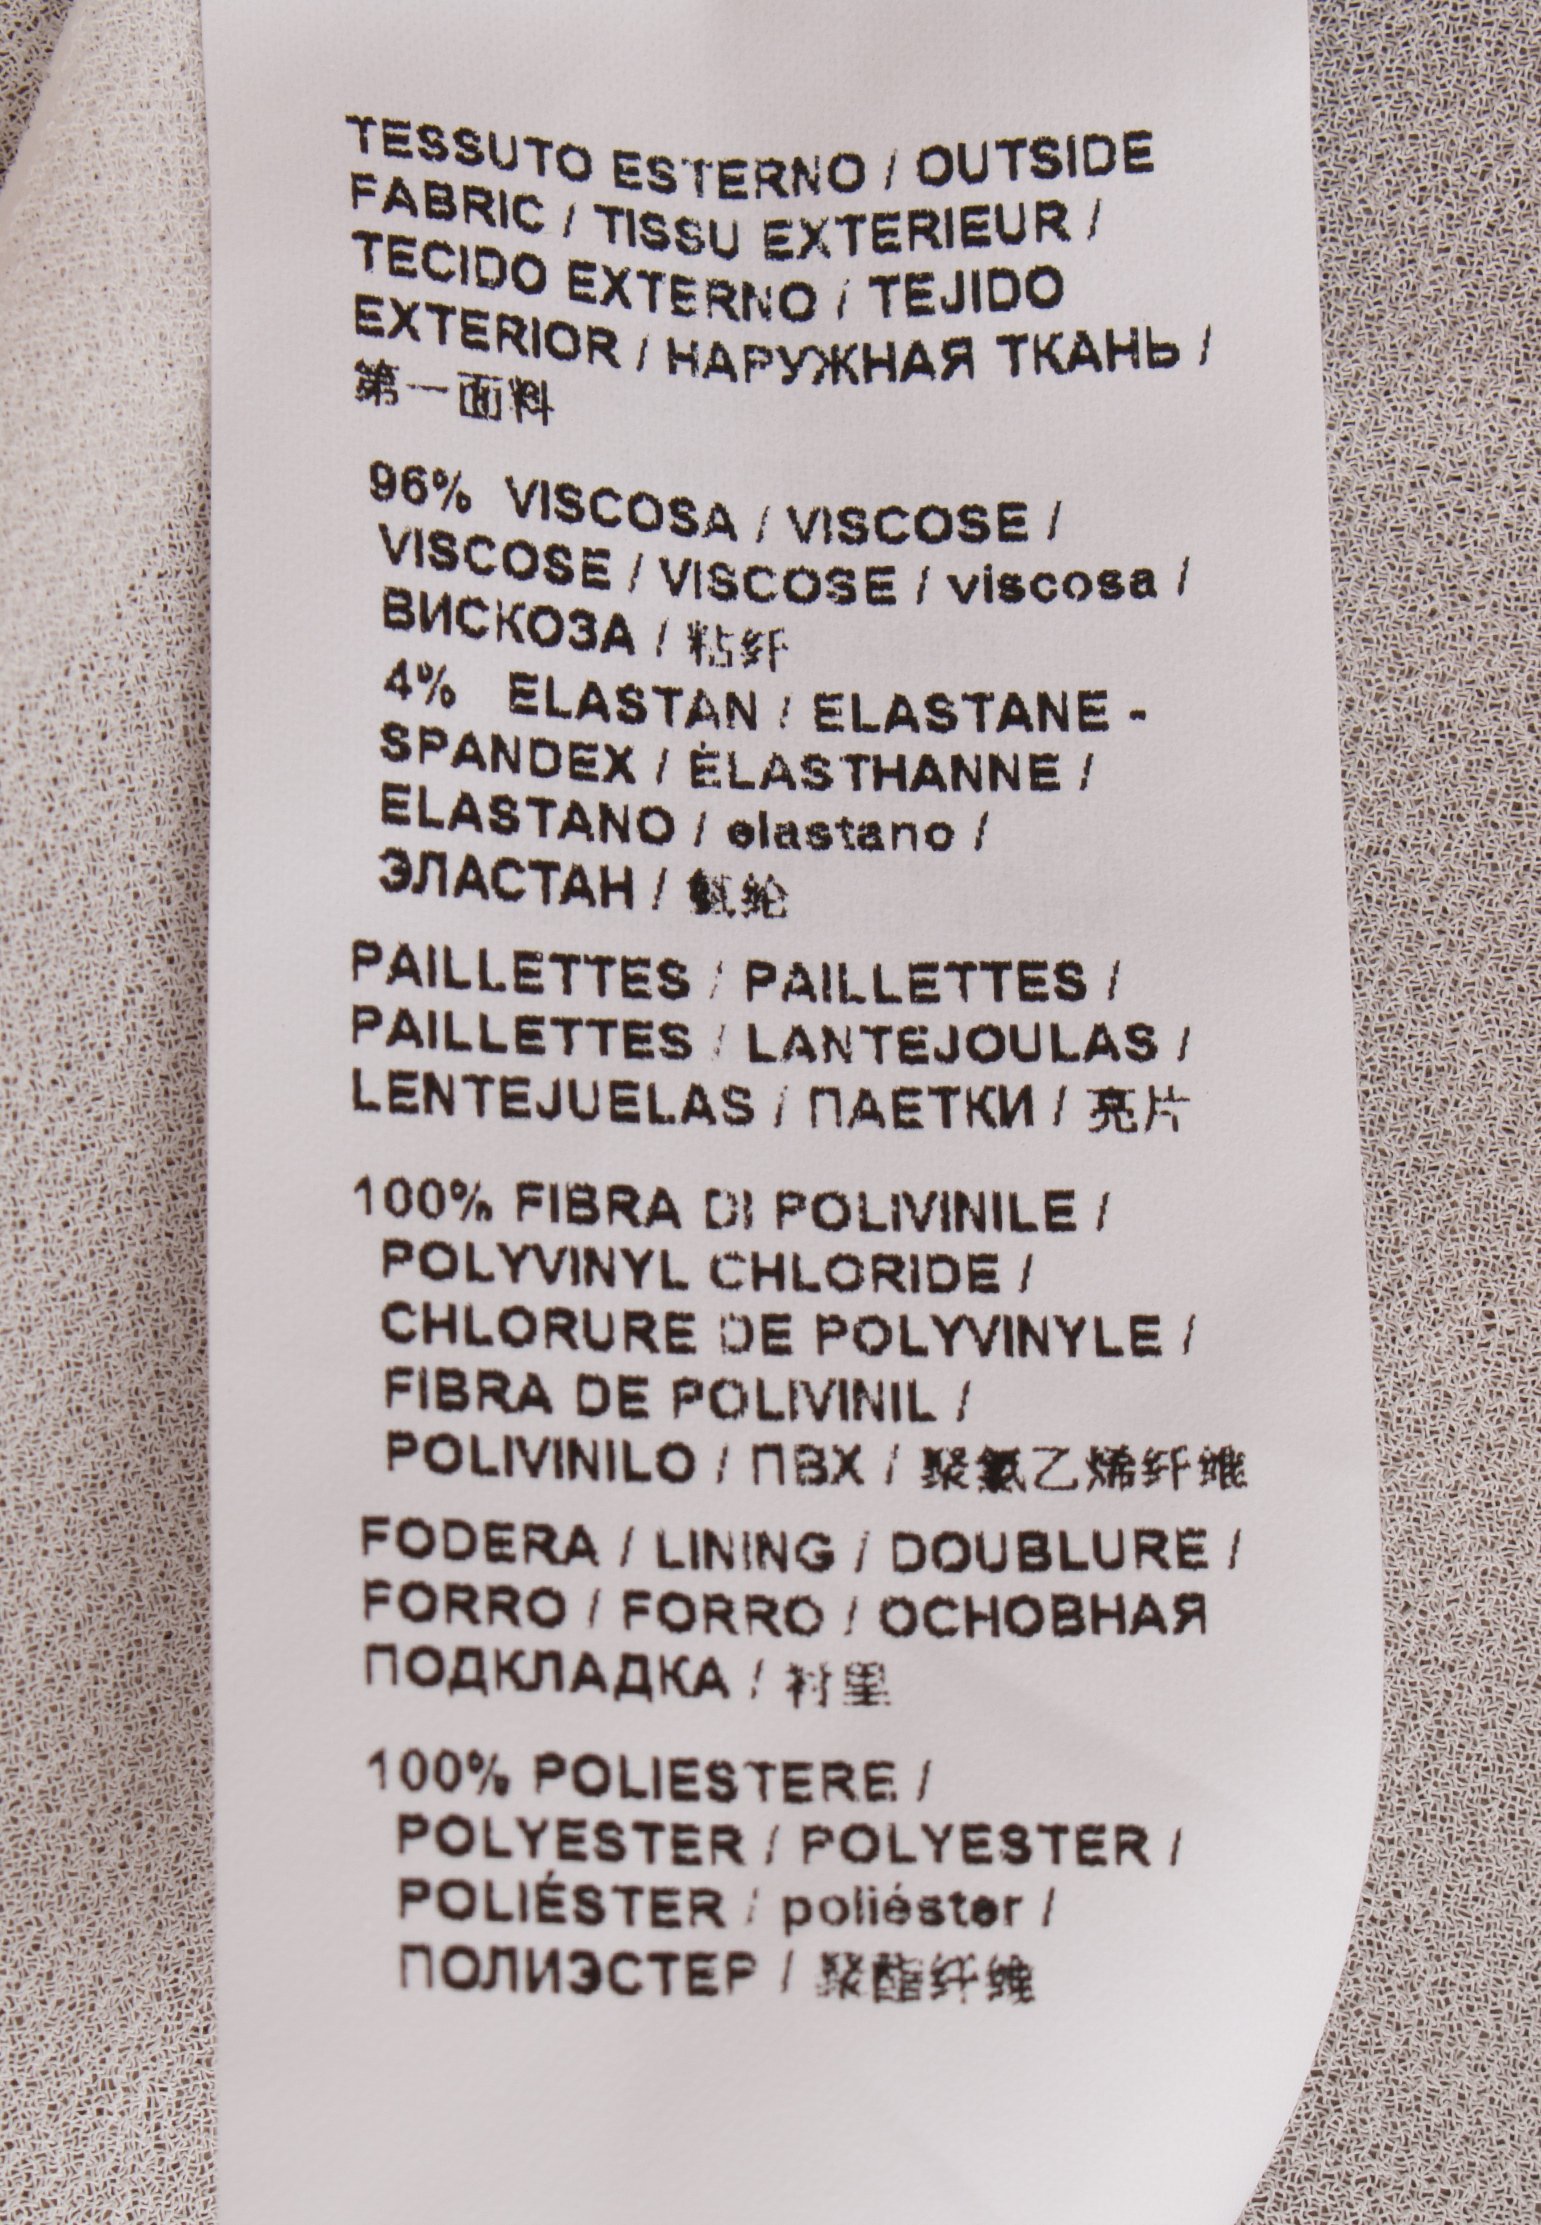 TESSUTO ESTERNO / OUTSIDE
FABRIC / TISSU EXTERIEUR /
TECIDO EXTERNO / TEJIDO
EXTERIOR / НАРУЖНАЯ ТКАНЬ /
第一面料
96% VISCOSA / VISCOSE /
VISCOSE / VISCOSE / viscosa /
ВИСКОЗА / 粘纤
4% ELASTAN / ELASTANE -
SPANDEX / ÉLASTHANNE /
ELASTANO / elastano /
ЭЛАСТАН / 氨纶
PAILLETTES / PAILLETTES /
PAILLETTES / LANTEJOULAS /
LENTEJUELAS / ПАЕТКИ / 亮片
100% FIBRA DI POLIVINILE /
POLYVINYL CHLORIDE /
CHLORURE DE POLYVINYLE /
FIBRA DE POLIVINIL /
POLIVINILO / ПВХ / 聚氯乙烯纤维
FODERA / LINING / DOUBLURE /
FORRO / FORRO / ОСНОВНАЯ
ПОДКЛАДКА / 衬里
100% POLIESTERE /
POLYESTER / POLYESTER /
POLIÉSTER / poliéster /
ПОЛИЭСТЕР / 聚酯纤维